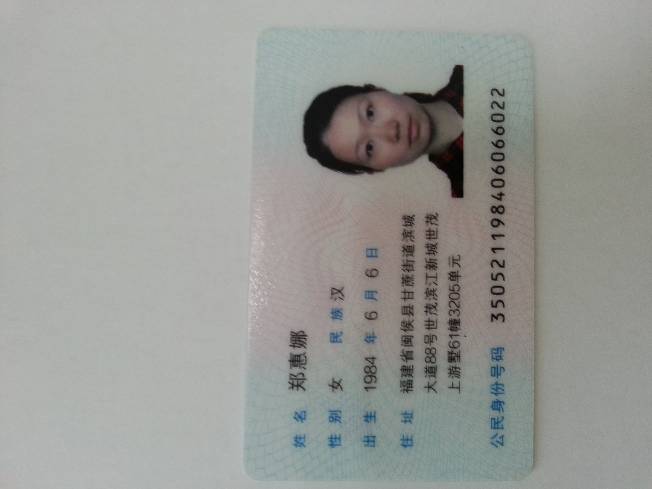 姓名 郑惠娜
性别 女 民族 汉
出生 1984 年 6 月 6 日
住址 福建省闽侯县甘蔗街道滨城
大道88号世茂滨江新城世茂
上游墅61幢3205单元
公民身份号码 350521198406066022